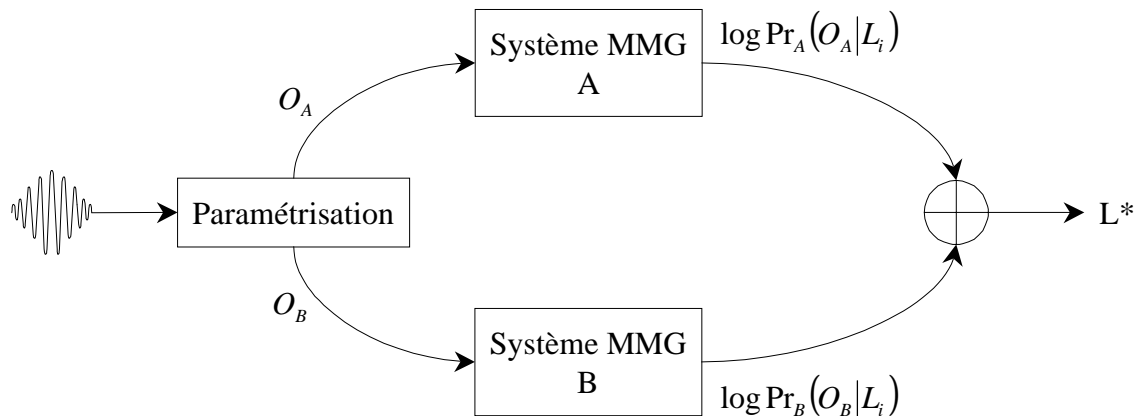 Système MMG
A
log Pr_A(O_A|L_i)
O_A
Paramétrisation
L*
O_B
Système MMG
B
log Pr_B(O_B|L_i)